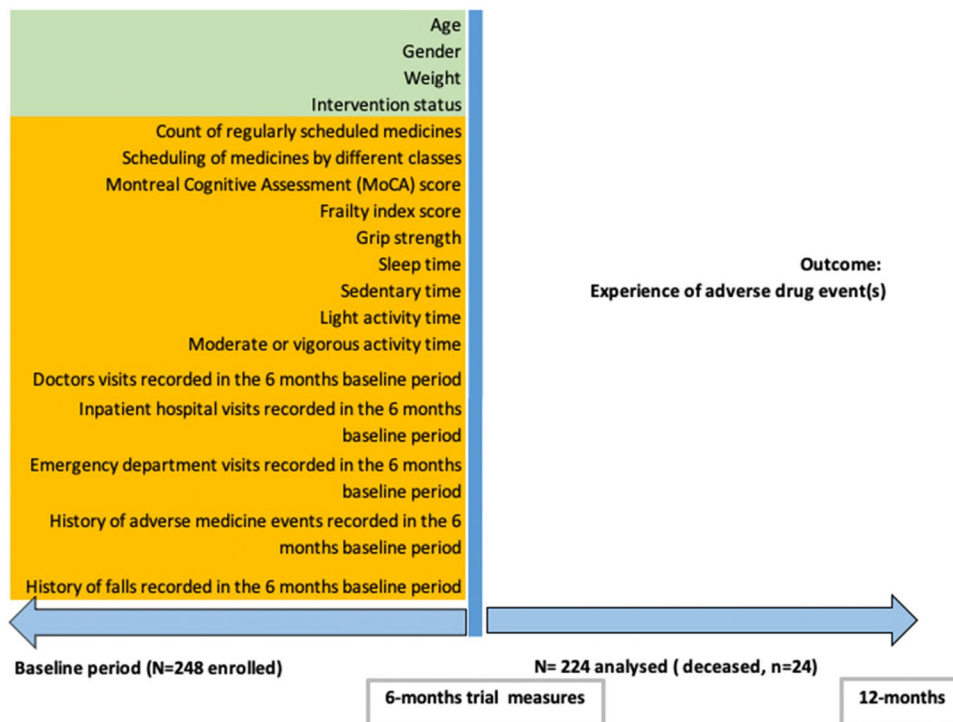 Age
Gender
Weight
Intervention status
Count of regularly scheduled medicines
Scheduling of medicines by different classes
Montreal Cognitive Assessment (MoCA) score
Frailty index score
Grip strength
Sleep time
Sedentary time
Light activity time
Moderate or vigorous activity time
Doctors visits recorded in the 6 months baseline period
Inpatient hospital visits recorded in the 6 months
baseline period
Emergency department visits recorded in the 6 months
baseline period
History of adverse medicine events recorded in the 6
months baseline period
History of falls recorded in the 6 months baseline period
Outcome:
Experience of adverse drug event(s)
Baseline period (N=248 enrolled)
N= 224 analysed ( deceased, n=24)
6-months trial measures
12-months